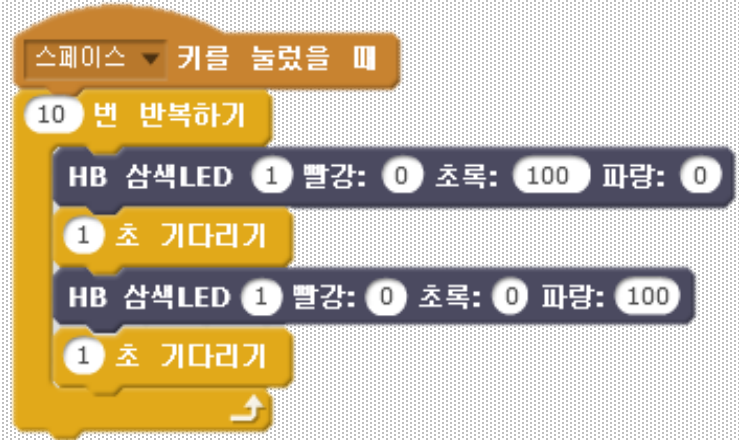 스페이스 키를 눌렀을 때
10 번 반복하기
HB 삼색LED 1 빨강: 0 초록: 100 파랑: 0
1 초 기다리기
HB 삼색LED 1 빨강: 0 초록: 0 파랑: 100
1 초 기다리기